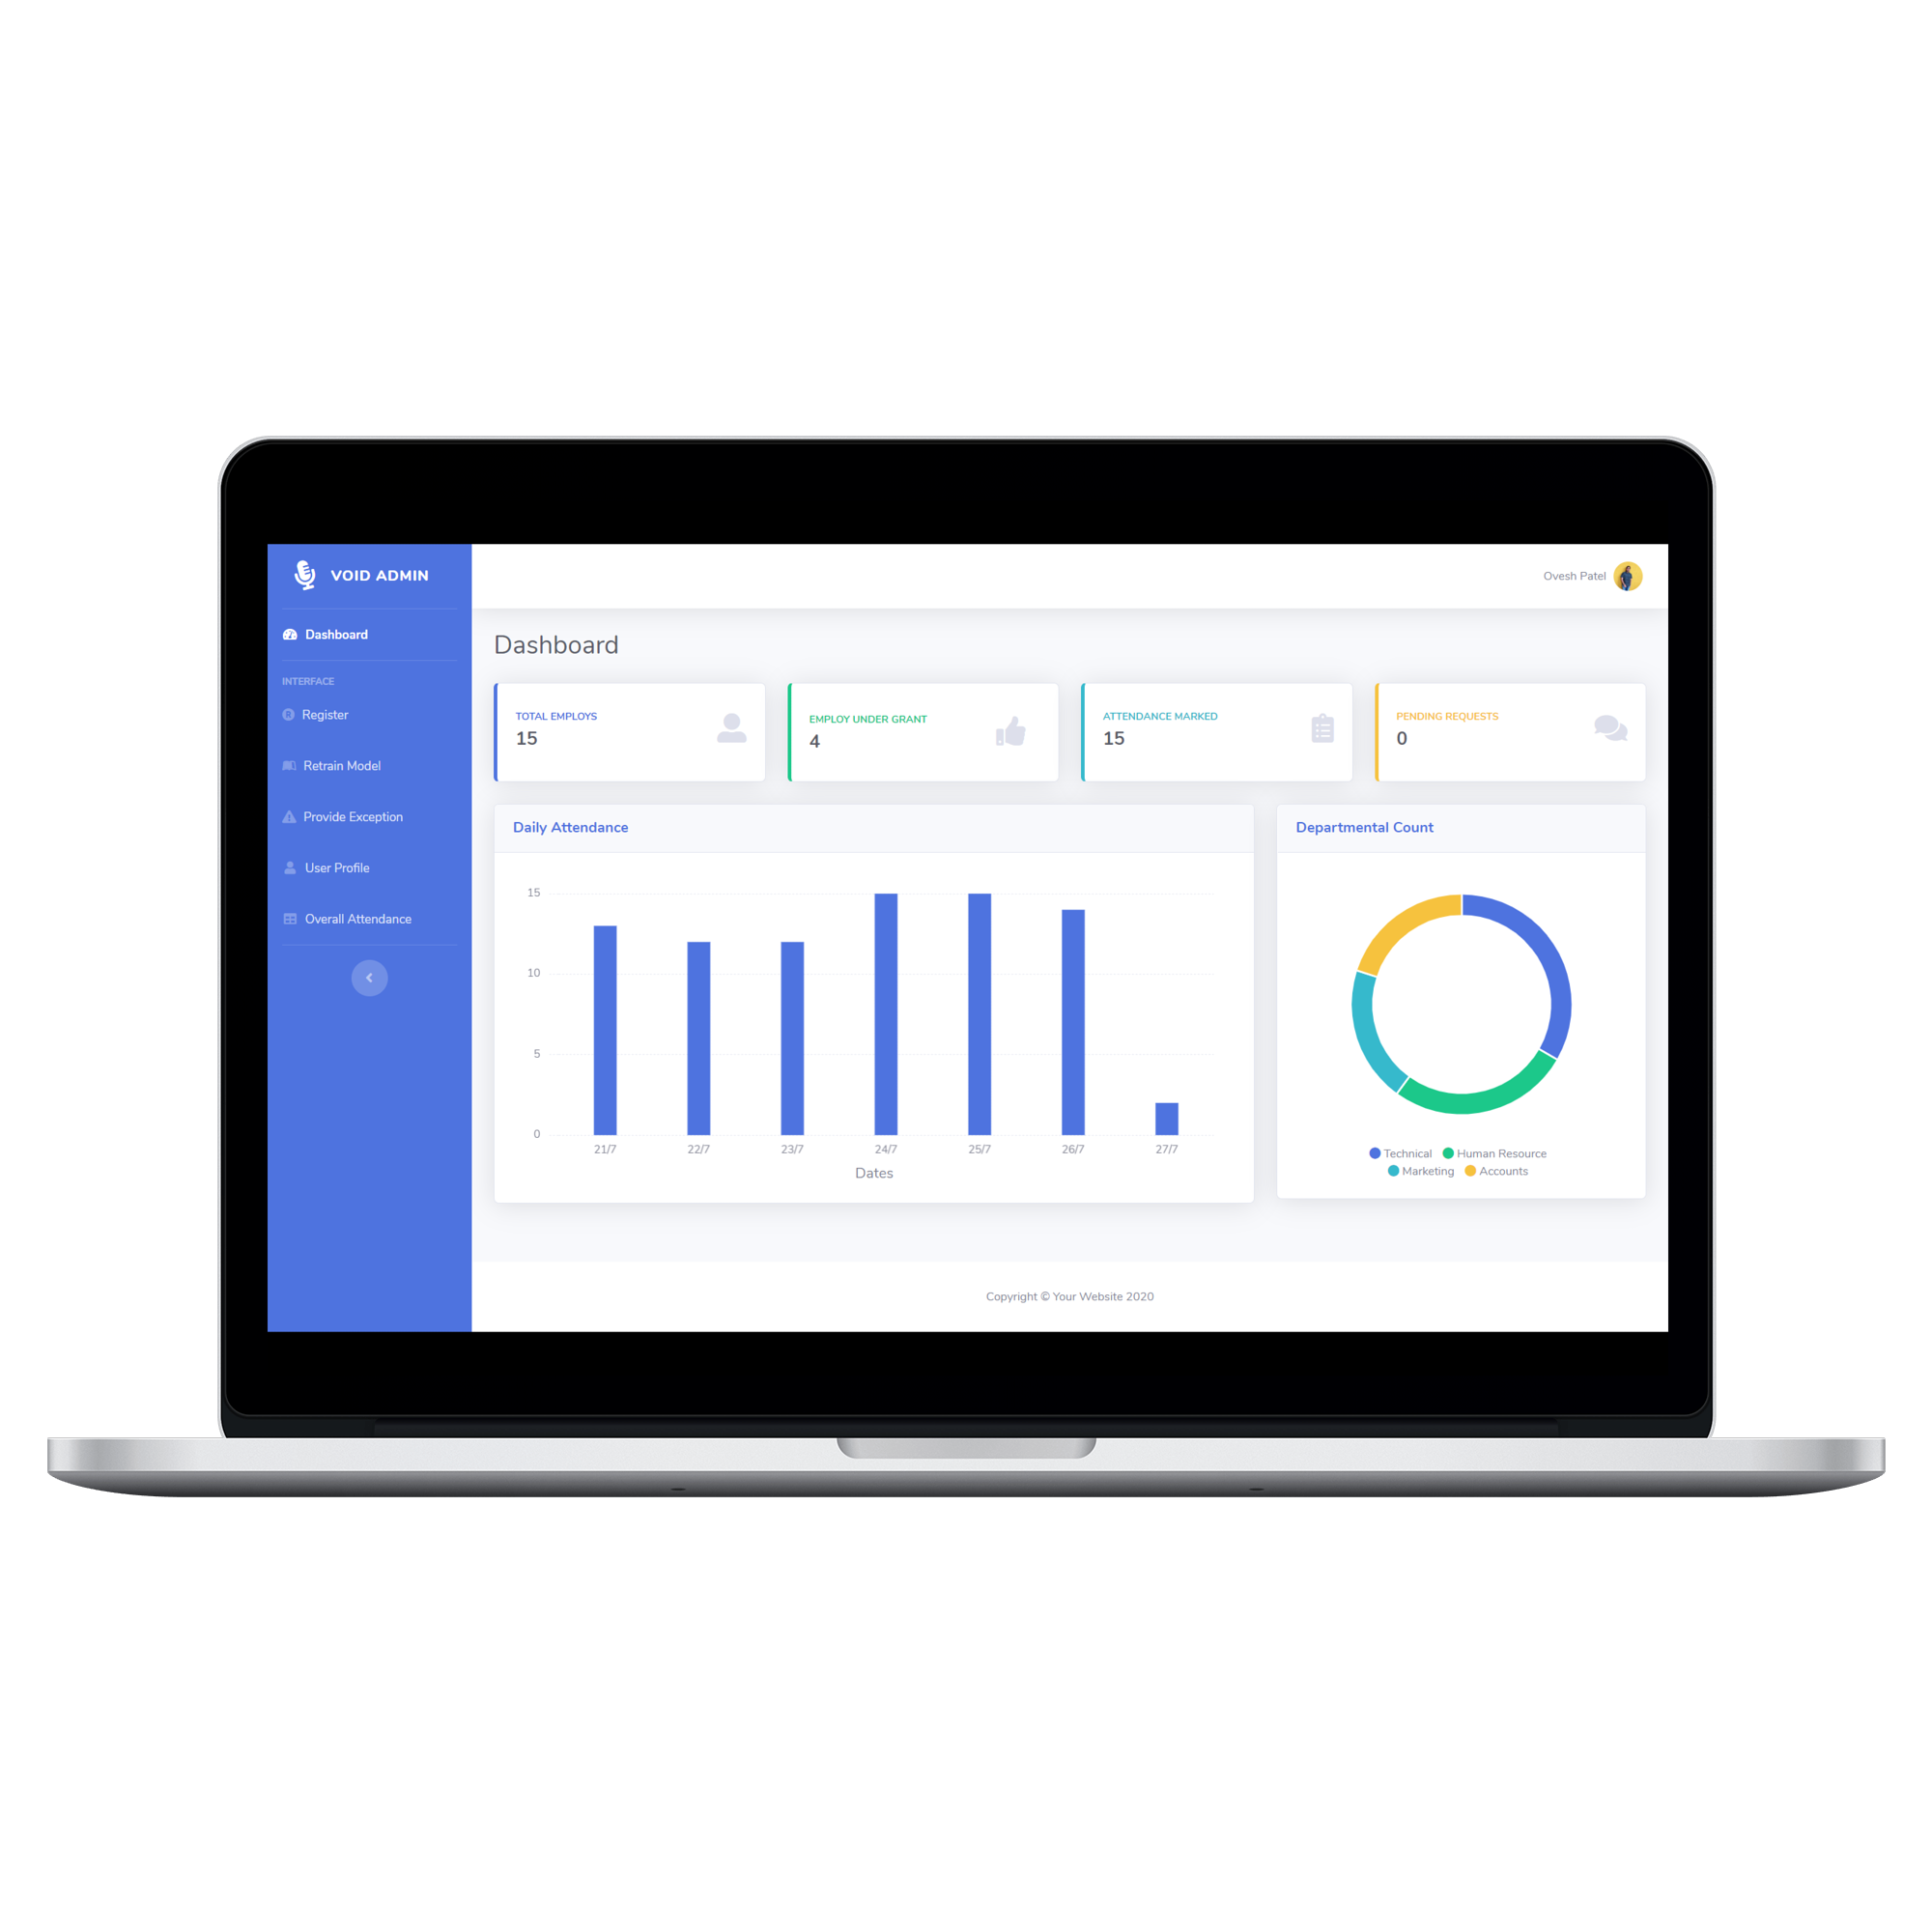 VOID ADMIN
Ovesh Patel
Dashboard
INTERFACE
Register
Retrain Model
Provide Exception
User Profile
Overall Attendance
Dashboard
TOTAL EMPLOYS
15
EMPLOY UNDER GRANT
4
ATTENDANCE MARKED
15
PENDING REQUESTS
0
Daily Attendance
15
10
5
0
21/7 22/7 23/7 24/7 25/7 26/7 27/7
Dates
Departmental Count
Technical Human Resource
Marketing Accounts
Copyright © Your Website 2020